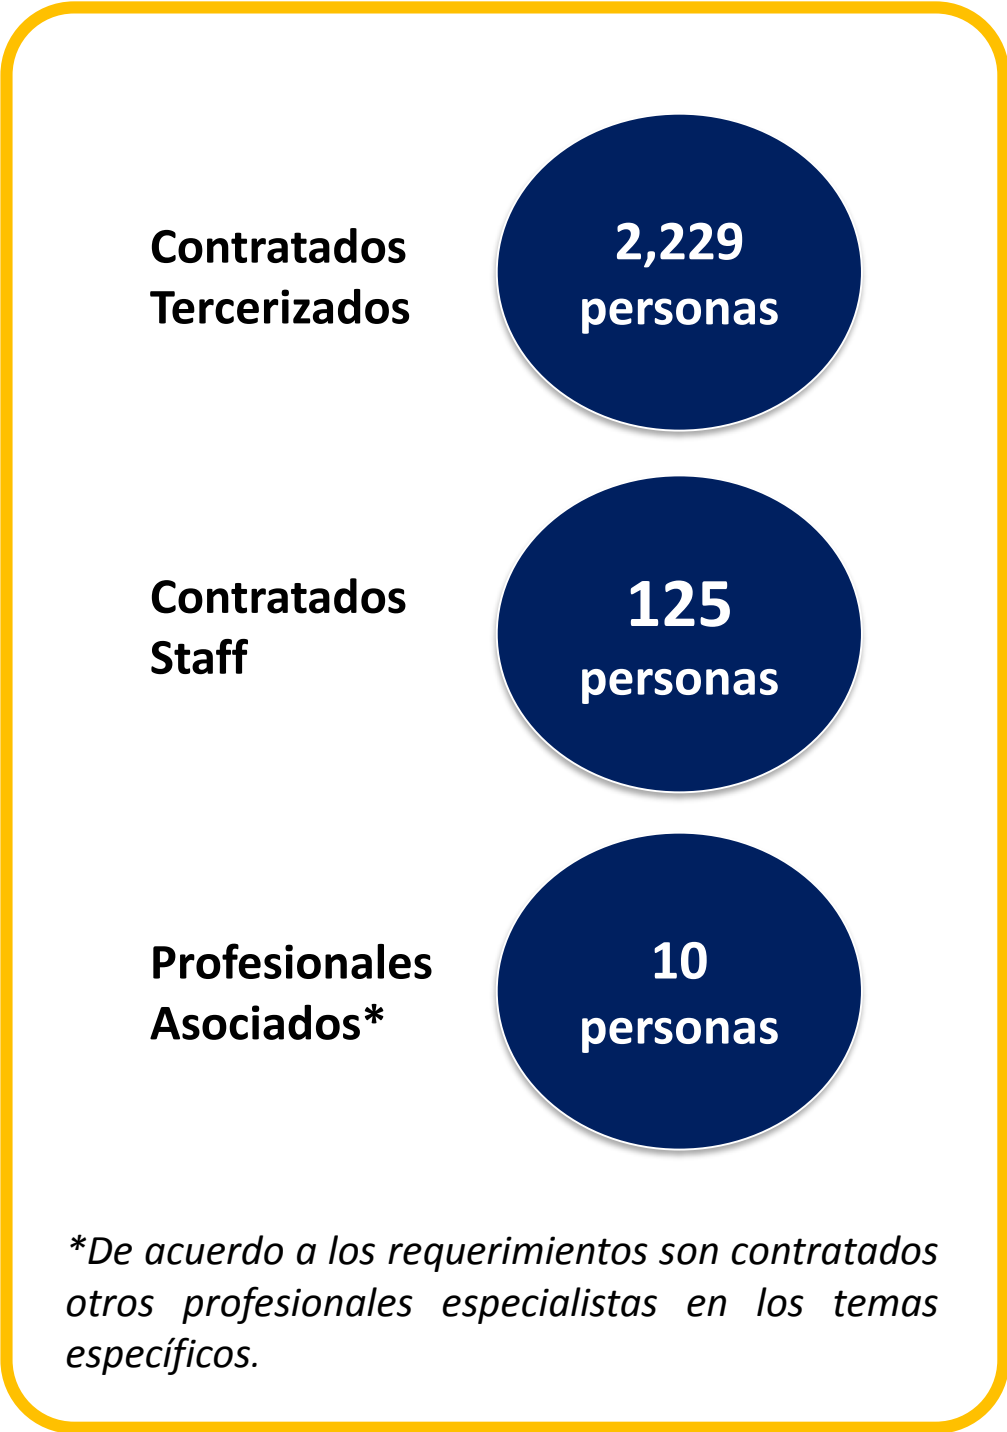 Contratados
Tercerizados
2,229
personas
Contratados
Staff
125
personas
Profesionales
Asociados*
10
personas
*De acuerdo a los requerimientos son contratados
otros profesionales especialistas en los temas
específicos.